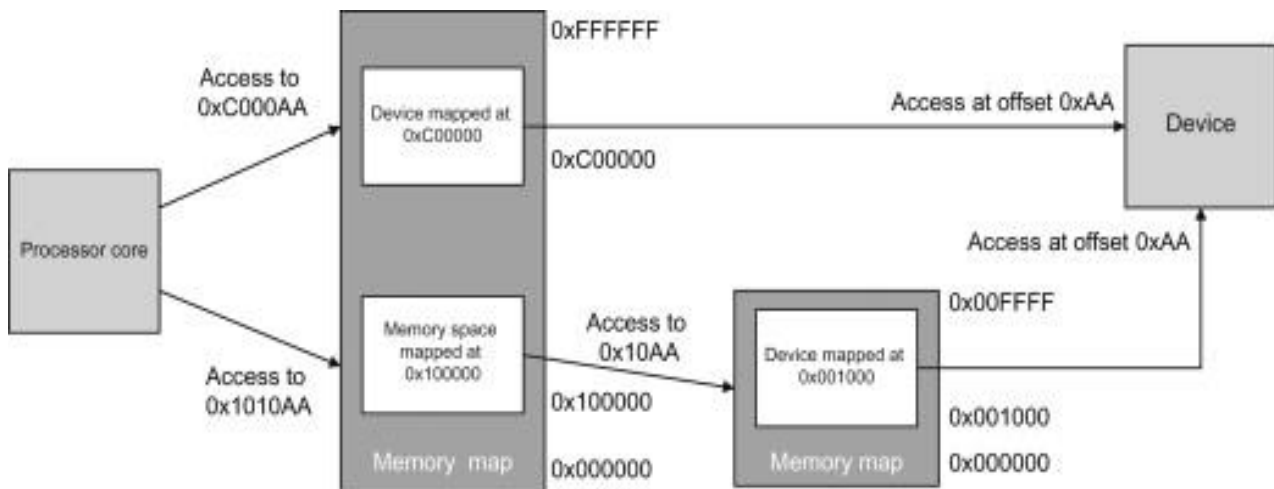 0xFFFFFF
Access to
0xC000AA
Device mapped at
0xC00000
0xC00000
Access at offset 0xAA
Device
Processor core
Access at offset 0xAA
Access to
0x1010AA
Memory space
mapped at
0x100000
0x100000
Memory map
0x000000
Access to
0x10AA
0x00FFFF
Device mapped at
0x001000
0x001000
Memory map
0x000000